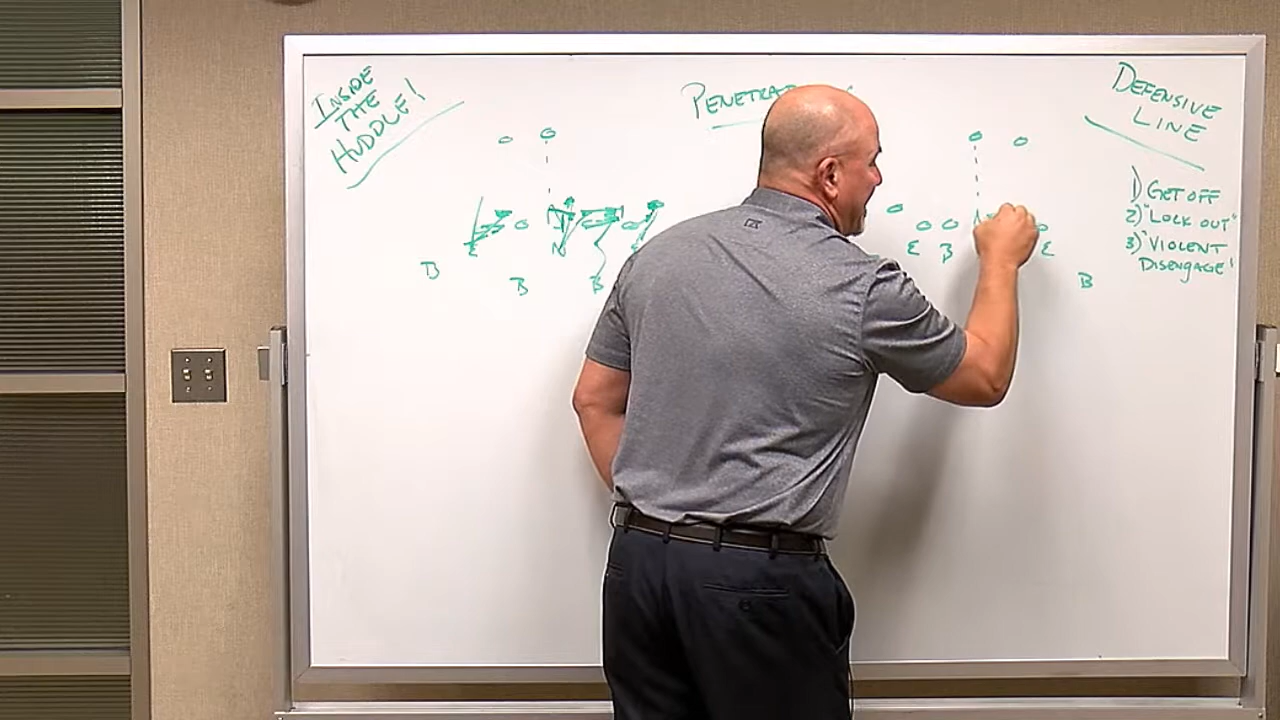 INSIDE
THE
HUDDLE!
DEFENSIVE
LINE
1) GET OFF
2) "LOCK OUT"
3) "VIOLENT
DISENGAGE"
E
N
B
B
B
E
B
E
B